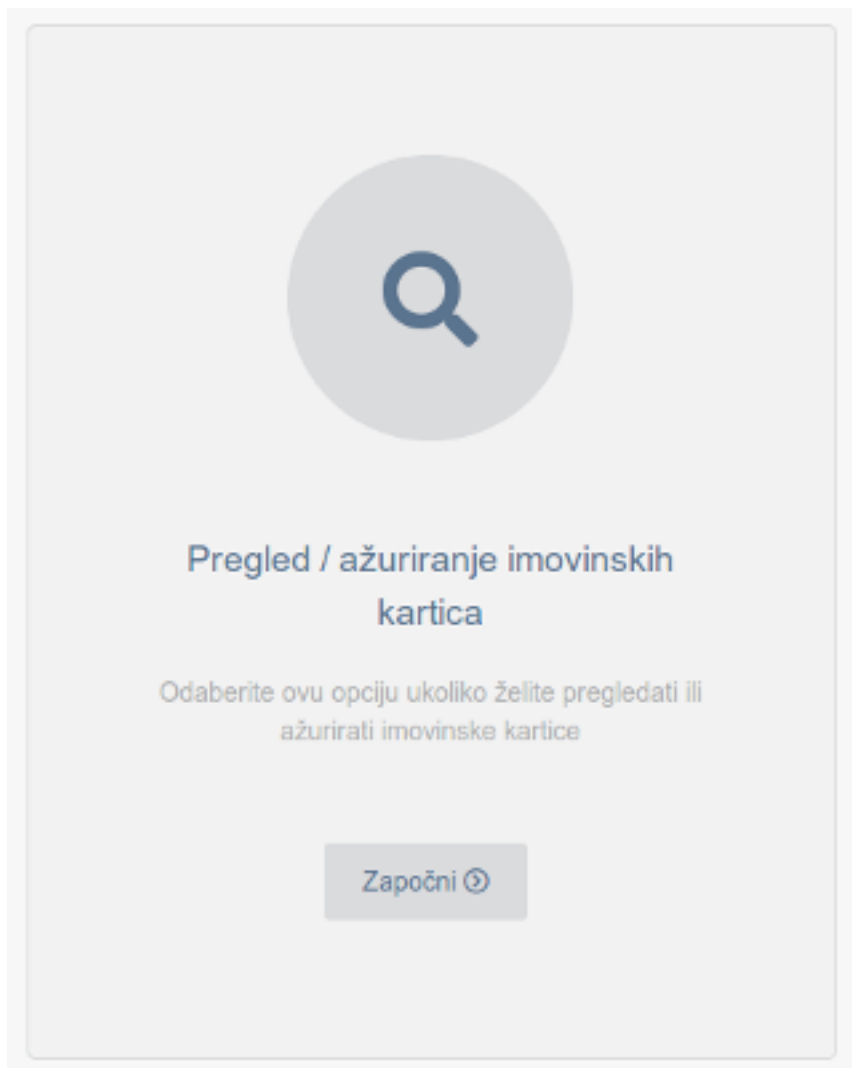 Pregled / ažuriranje imovinskih
kartica
Odaberite ovu opciju ukoliko želite pregledati ili
ažurirati imovinske kartice
Započni